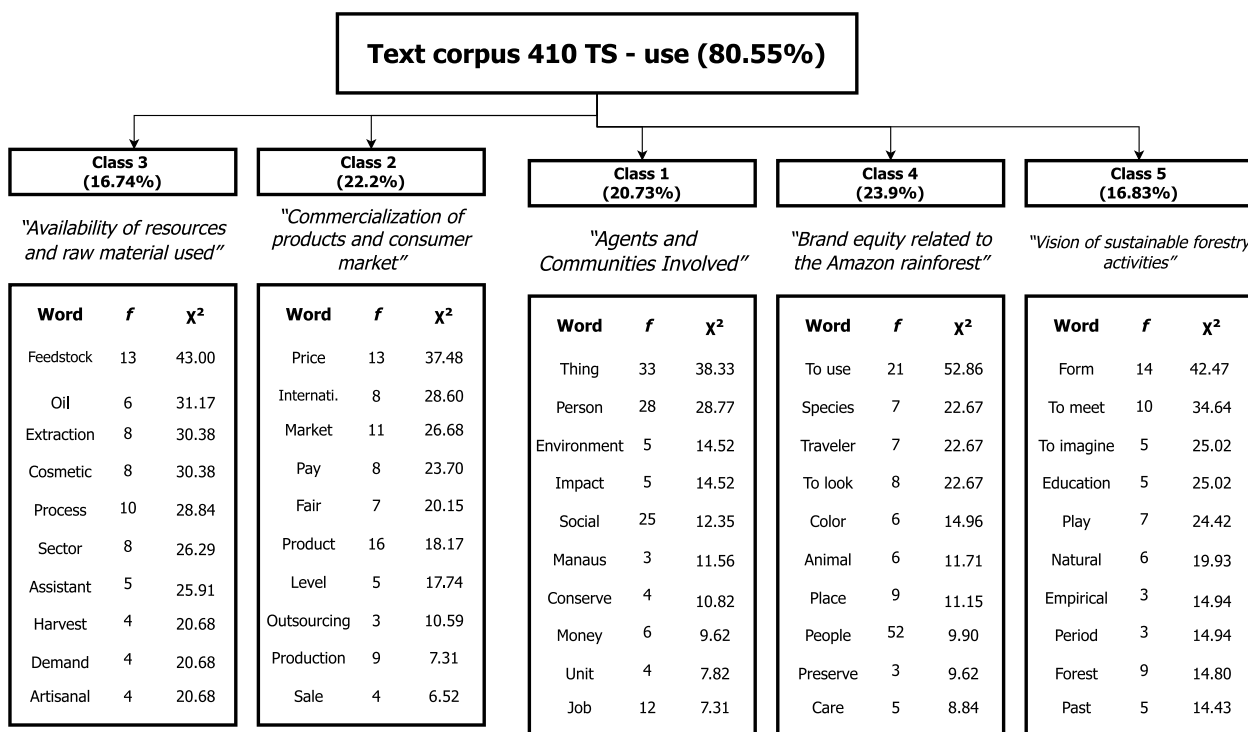 Text corpus 410 TS - use (80.55%)
Class 3
(16.74%)
"Availability of resources
and raw material used"
Word f χ²
Feedstock 13 43.00
Oil 6 31.17
Extraction 8 30.38
Cosmetic 8 30.38
Process 10 28.84
Sector 8 26.29
Assistant 5 25.91
Harvest 4 20.68
Demand 4 20.68
Artisanal 4 20.68
Class 2
(22.2%)
"Commercialization of
products and consumer
market"
Word f χ²
Price 13 37.48
Internati. 8 28.60
Market 11 26.68
Pay 8 23.70
Fair 7 20.15
Product 16 18.17
Level 5 17.74
Outsourcing 3 10.59
Production 9 7.31
Sale 4 6.52
Class 1
(20.73%)
"Agents and
Communities Involved"
Word f χ²
Thing 33 38.33
Person 28 28.77
Environment 5 14.52
Impact 5 14.52
Social 25 12.35
Manaus 3 11.56
Conserve 4 10.82
Money 6 9.62
Unit 4 7.82
Job 12 7.31
Class 4
(23.9%)
"Brand equity related to
the Amazon rainforest"
Word f χ²
To use 21 52.86
Species 7 22.67
Traveler 7 22.67
To look 8 22.67
Color 6 14.96
Animal 6 11.71
Place 9 11.15
People 52 9.90
Preserve 3 9.62
Care 5 8.84
Class 5
(16.83%)
"Vision of sustainable forestry
activities"
Word f χ²
Form 14 42.47
To meet 10 34.64
To imagine 5 25.02
Education 5 25.02
Play 7 24.42
Natural 6 19.93
Empirical 3 14.94
Period 3 14.94
Forest 9 14.80
Past 5 14.43